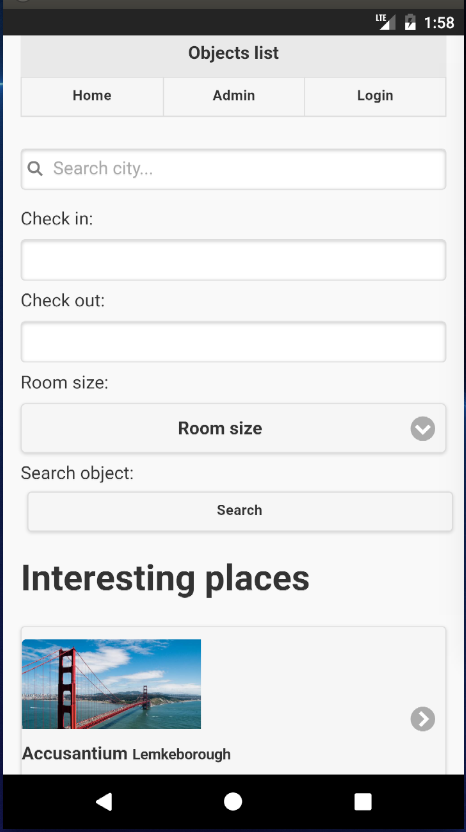 LTE 1:58
Objects list
Home Admin Login
Search city...
Check in:
Check out:
Room size:
Room size
Search object:
Search
Interesting places
Accusantium Lemkeborough